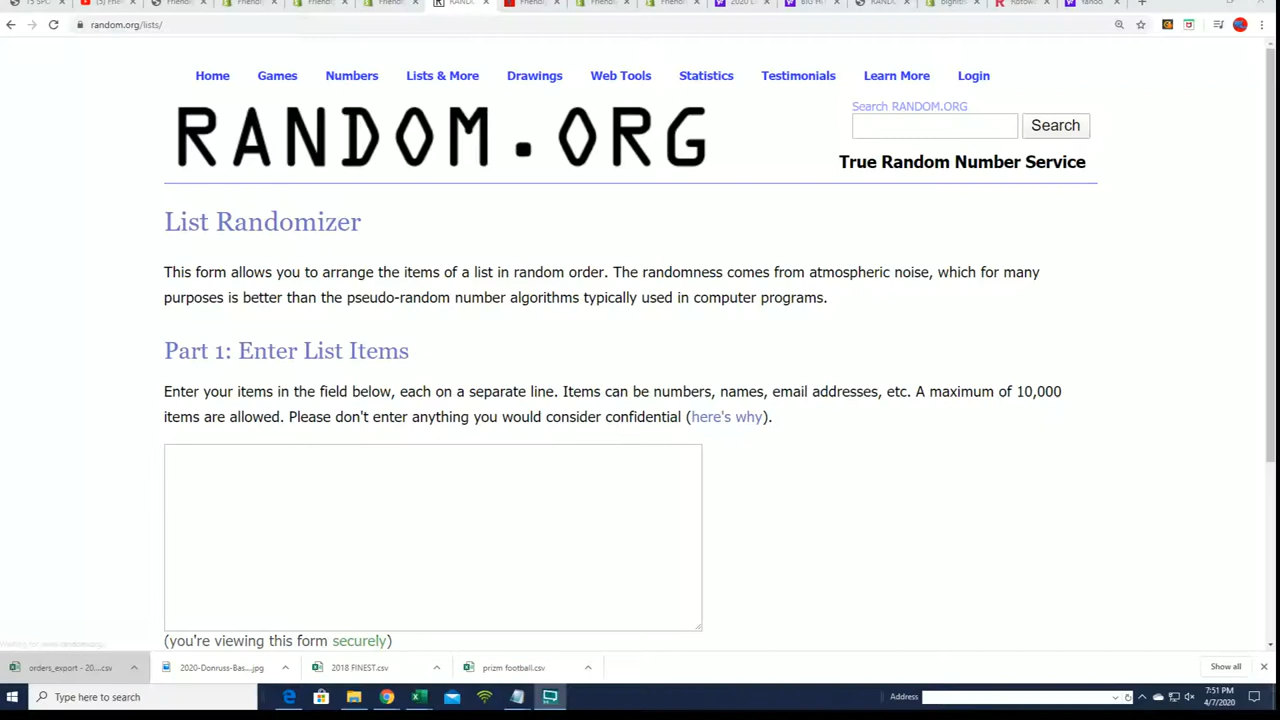 random.org/lists/
Home Games Numbers Lists & More Drawings Web Tools Statistics Testimonials Learn More Login
RANDOM.ORG
Search RANDOM.ORG
Search
True Random Number Service
List Randomizer
This form allows you to arrange the items of a list in random order. The randomness comes from atmospheric noise, which for many
purposes is better than the pseudo-random number algorithms typically used in computer programs.
Part 1: Enter List Items
Enter your items in the field below, each on a separate line. Items can be numbers, names, email addresses, etc. A maximum of 10,000
items are allowed. Please don't enter anything you would consider confidential (here's why).
(you're viewing this form securely)
orders_export - 20....csv 2020-Donruss-Bas....jpg 2018 FINEST.csv prizm football.csv Show all
Type here to search Address 7:51 PM
4/7/2020